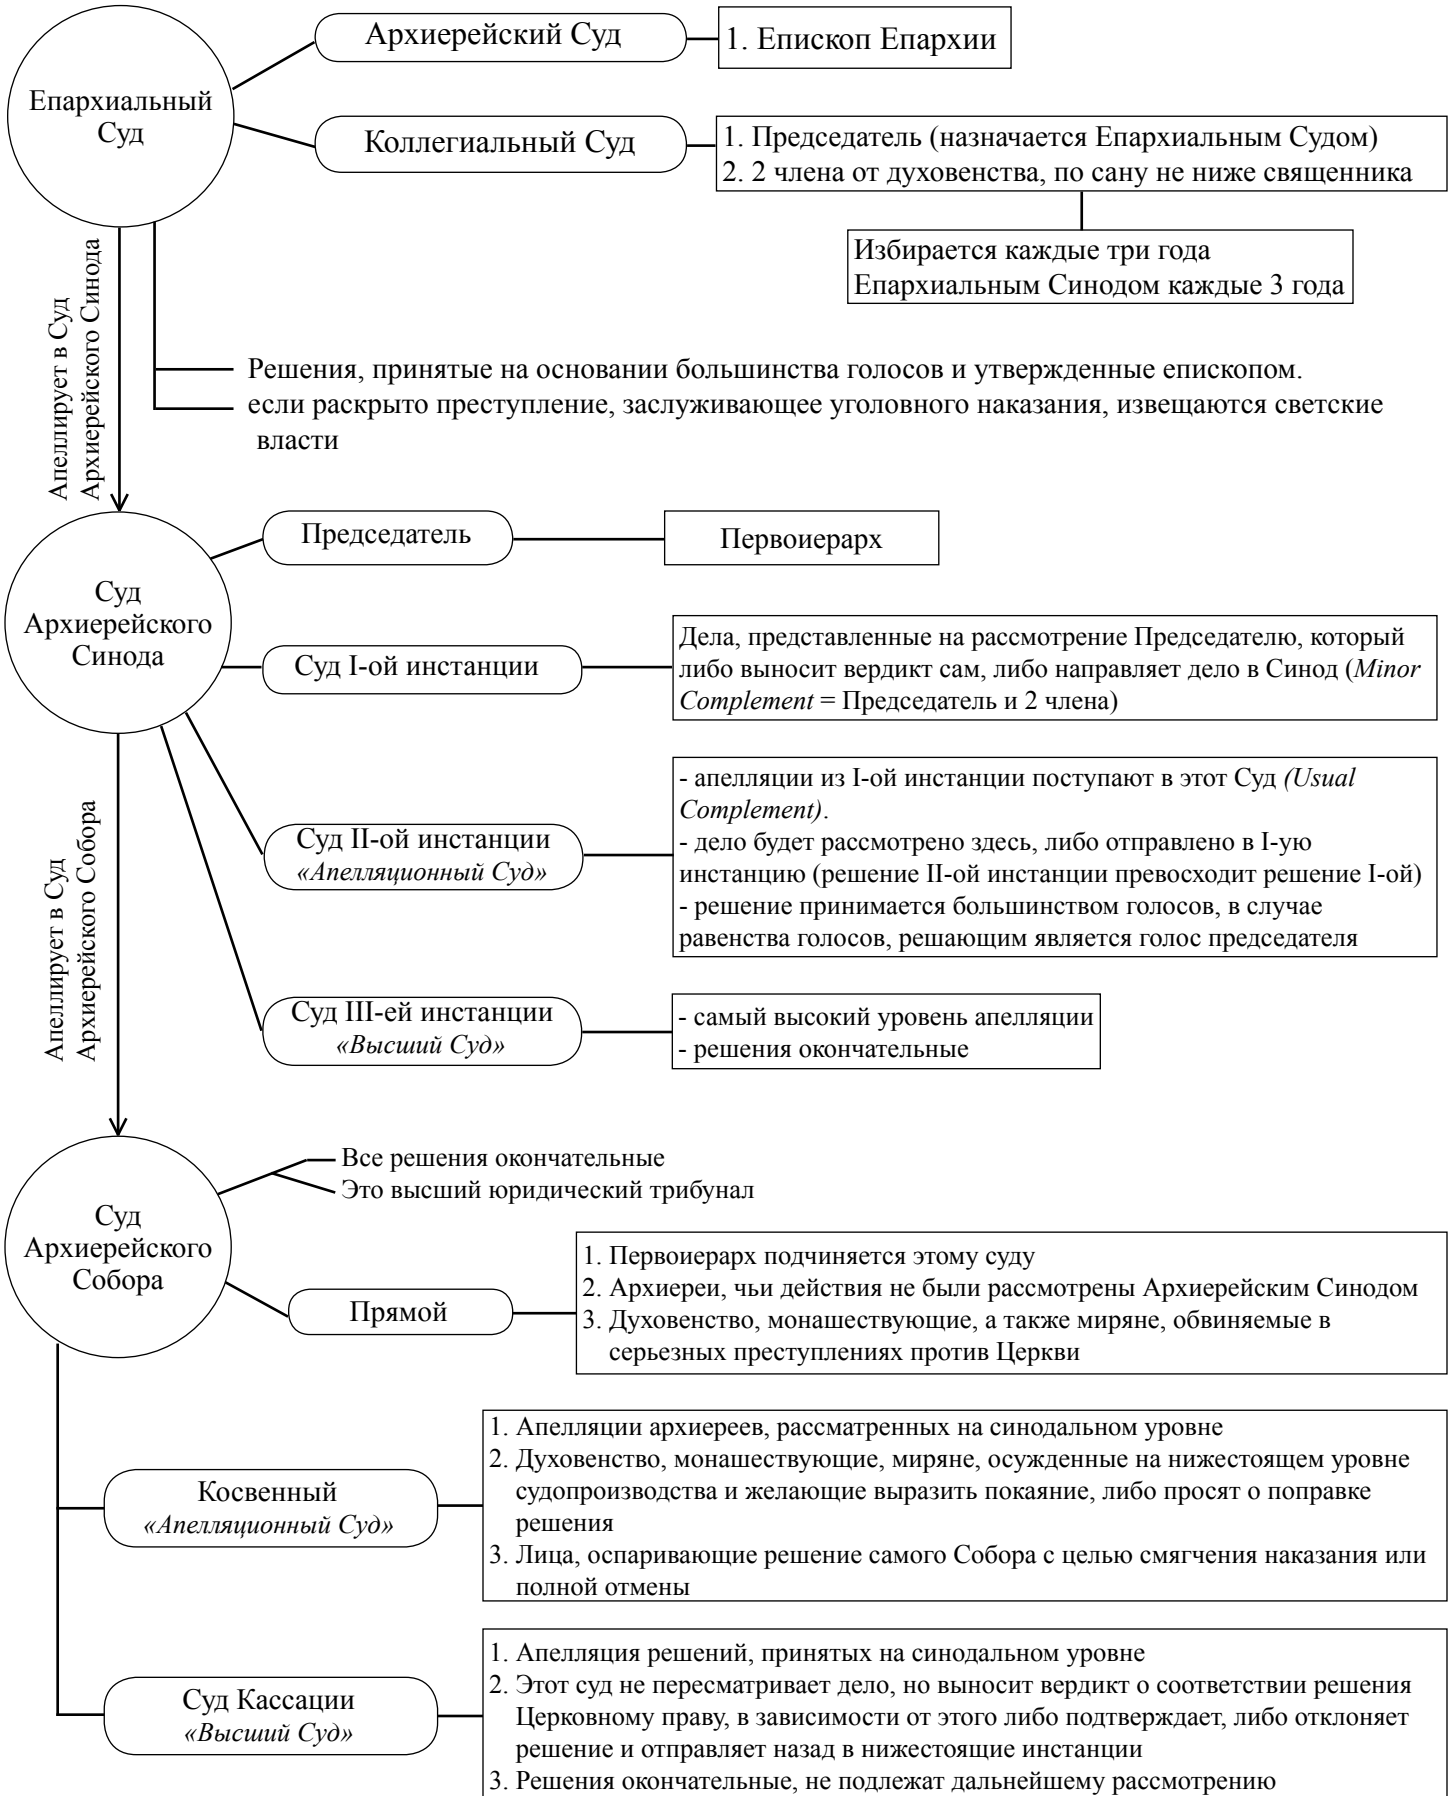 Епархиальный
Суд
Архиерейский Суд
1. Епископ Епархии
Коллегиальный Суд
1. Председатель (назначается Епархиальным Судом)
2. 2 члена от духовенства, по сану не ниже священника
Избирается каждые три года
Епархиальным Синодом каждые 3 года
Апеллирует в Суд
Архиерейского Синода
Решения, принятые на основании большинства голосов и утвержденные епископом.
если раскрыто преступление, заслуживающее уголовного наказания, извещаются светские
власти
Суд
Архиерейского
Синода
Председатель
Первоиерарх
Суд I-ой инстанции
Дела, представленные на рассмотрение Председателю, который
либо выносит вердикт сам, либо направляет дело в Синод (Minor
Complement = Председатель и 2 члена)
Суд II-ой инстанции
«Апелляционный Суд»
- апелляции из I-ой инстанции поступают в этот Суд (Usual
Complement).
- дело будет рассмотрено здесь, либо отправлено в I-ую
инстанцию (решение II-ой инстанции превосходит решение I-ой)
- решение принимается большинством голосов, в случае
равенства голосов, решающим является голос председателя
Суд III-ей инстанции
«Высший Суд»
- самый высокий уровень апелляции
- решения окончательные
Апеллирует в Суд
Архиерейского Собора
Суд
Архиерейского
Собора
Все решения окончательные
Это высший юридический трибунал
Прямой
1. Первоиерарх подчиняется этому суду
2. Архиереи, чьи действия не были рассмотрены Архиерейским Синодом
3. Духовенство, монашествующие, а также миряне, обвиняемые в
серьезных преступлениях против Церкви
Косвенный
«Апелляционный Суд»
1. Апелляции архиереев, рассматренных на синодальном уровне
2. Духовенство, монашествующие, миряне, осужденные на нижестоящем уровне
судопроизводства и желающие выразить покаяние, либо просят о поправке
решения
3. Лица, оспаривающие решение самого Собора с целью смягчения наказания или
полной отмены
Суд Кассации
«Высший Суд»
1. Апелляция решений, принятых на синодальном уровне
2. Этот суд не пересматривает дело, но выносит вердикт о соответствии решения
Церковному праву, в зависимости от этого либо подтверждает, либо отклоняет
решение и отправляет назад в нижестоящие инстанции
3. Решения окончательные, не подлежат дальнейшему рассмотрению